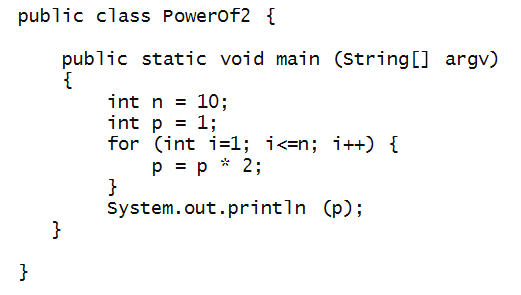 public class PowerOf2 {
public static void main (String[] argv)
{
int n = 10;
int p = 1;
for (int i=1; i<=n; i++) {
p = p * 2;
}
System.out.println (p);
}
}